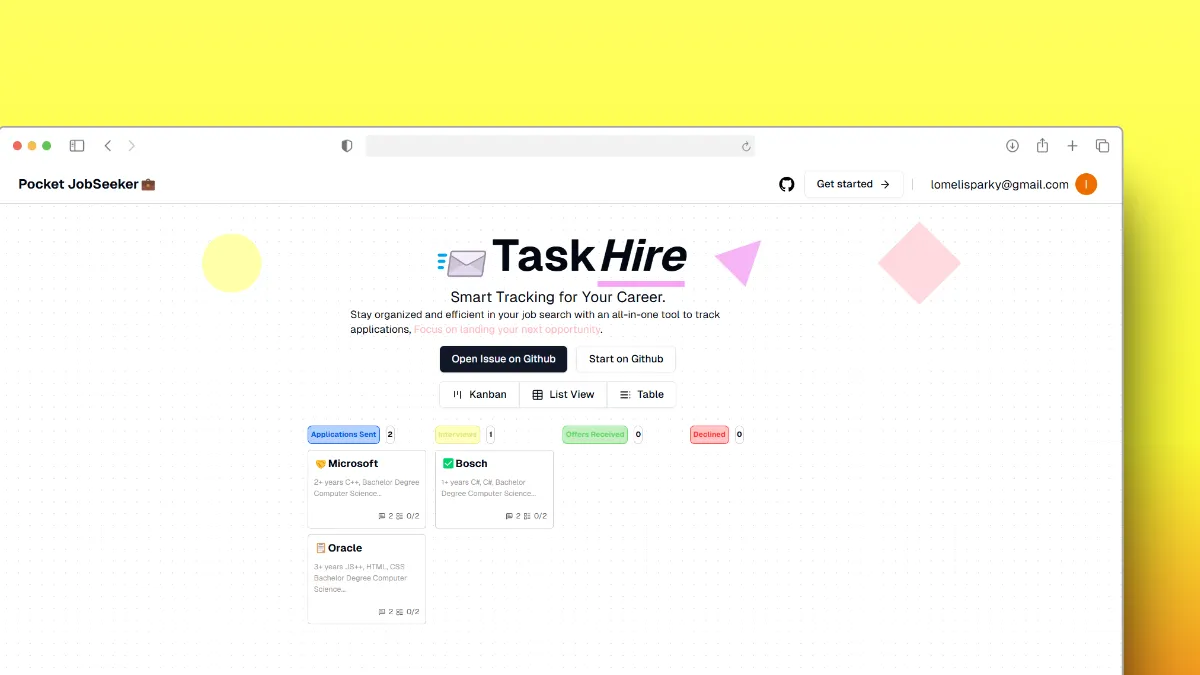 Pocket JobSeeker
Get started →
lomelisparky@gmail.com
I
Task Hire
Smart Tracking for Your Career.
Stay organized and efficient in your job search with an all-in-one tool to track
applications, Focus on landing your next opportunity.
Open Issue on Github
Start on Github
Kanban
List View
Table
Applications Sent 2
Interviews 1
Offers Received 0
Declined 0
Microsoft
2+ years C++, Bachelor Degree
Computer Science...
2 0/2
Bosch
1+ years C#, C#, Bachelor
Degree Computer Science...
2 0/2
Oracle
3+ years JS++, HTML, CSS
Bachelor Degree Computer
Science...
2 0/2